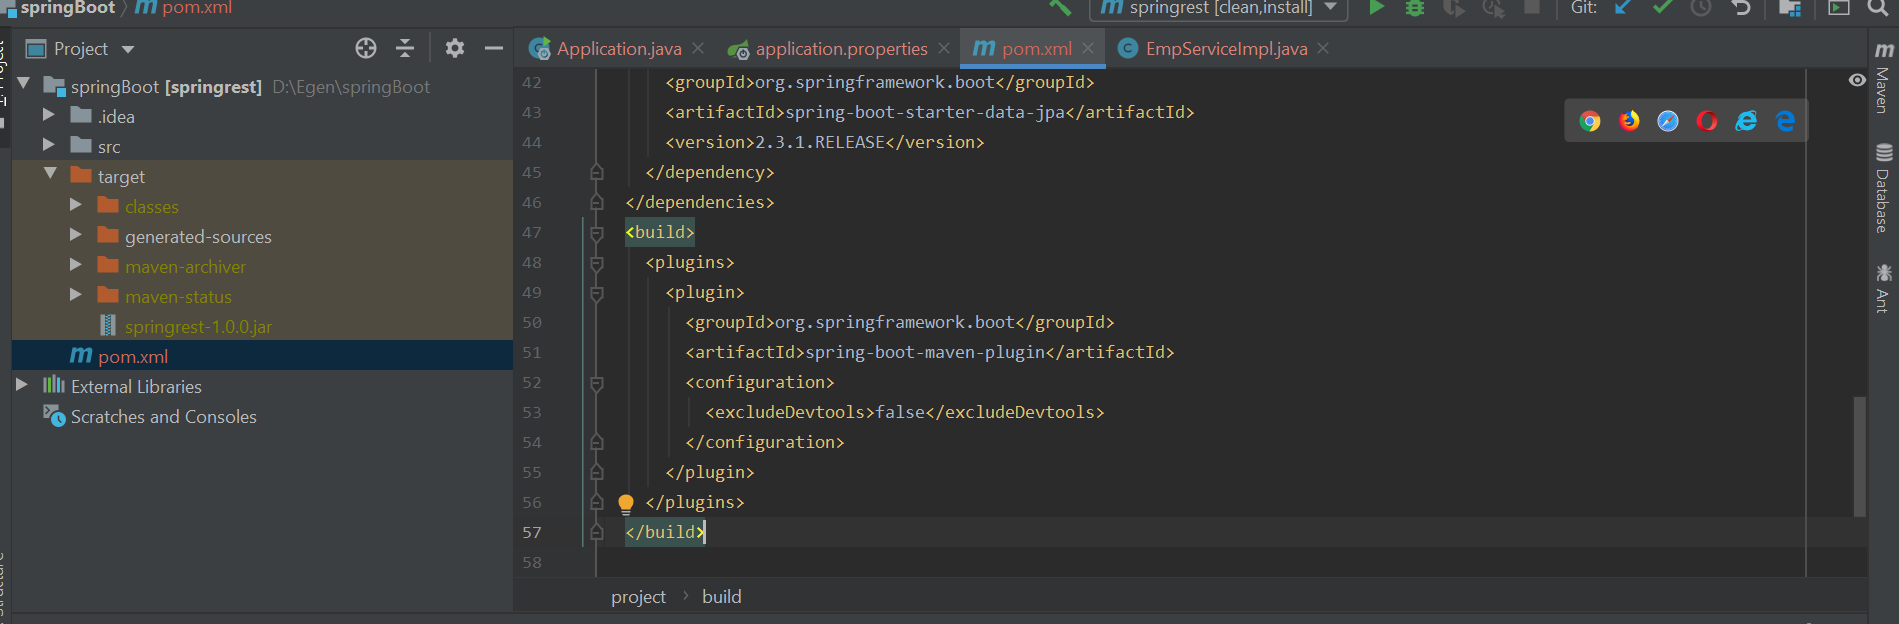 springBoot pom.xml
springrest [clean,install]
Git:
Project
springBoot [springrest] D:\Egen\springBoot
.idea
src
target
classes
generated-sources
maven-archiver
maven-status
springrest-1.0.0.jar
pom.xml
External Libraries
Scratches and Consoles
Application.java
application.properties
pom.xml
EmpServiceImpl.java
42 <groupId>org.springframework.boot</groupId>
43 <artifactId>spring-boot-starter-data-jpa</artifactId>
44 <version>2.3.1.RELEASE</version>
45 </dependency>
46 </dependencies>
47 <build>
48 <plugins>
49 <plugin>
50 <groupId>org.springframework.boot</groupId>
51 <artifactId>spring-boot-maven-plugin</artifactId>
52 <configuration>
53 <excludeDevtools>false</excludeDevtools>
54 </configuration>
55 </plugin>
56 </plugins>
57 </build>
58
project
build
Maven
Database
Ant